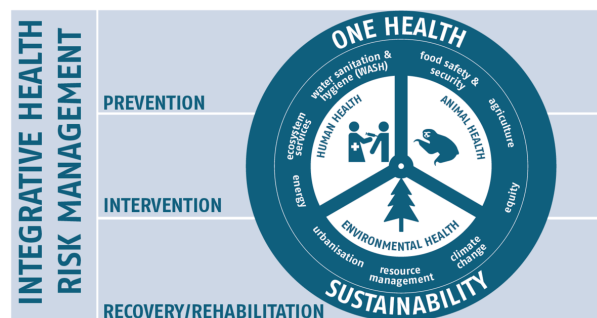 INTEGRATIVE HEALTH
RISK MANAGEMENT
PREVENTION
INTERVENTION
RECOVERY/REHABILITATION
ONE HEALTH
water sanitation &
hygiene (WASH)
food safety &
security
agriculture
equity
climate
change
resource
management
urbanisation
energy
ecosystem
services
HUMAN HEALTH
ANIMAL HEALTH
ENVIRONMENTAL HEALTH
SUSTAINABILITY